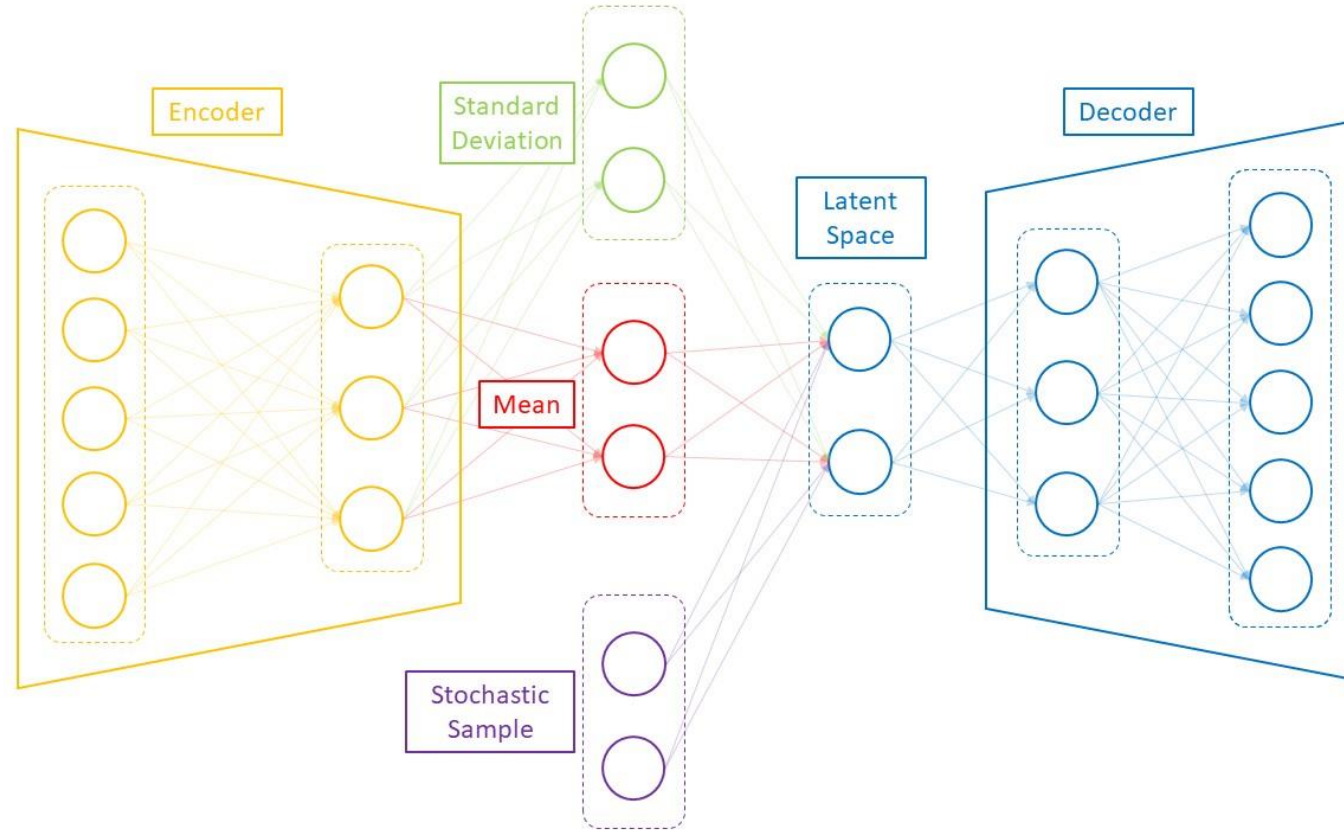 Encoder
Standard
Deviation
Mean
Stochastic
Sample
Latent
Space
Decoder